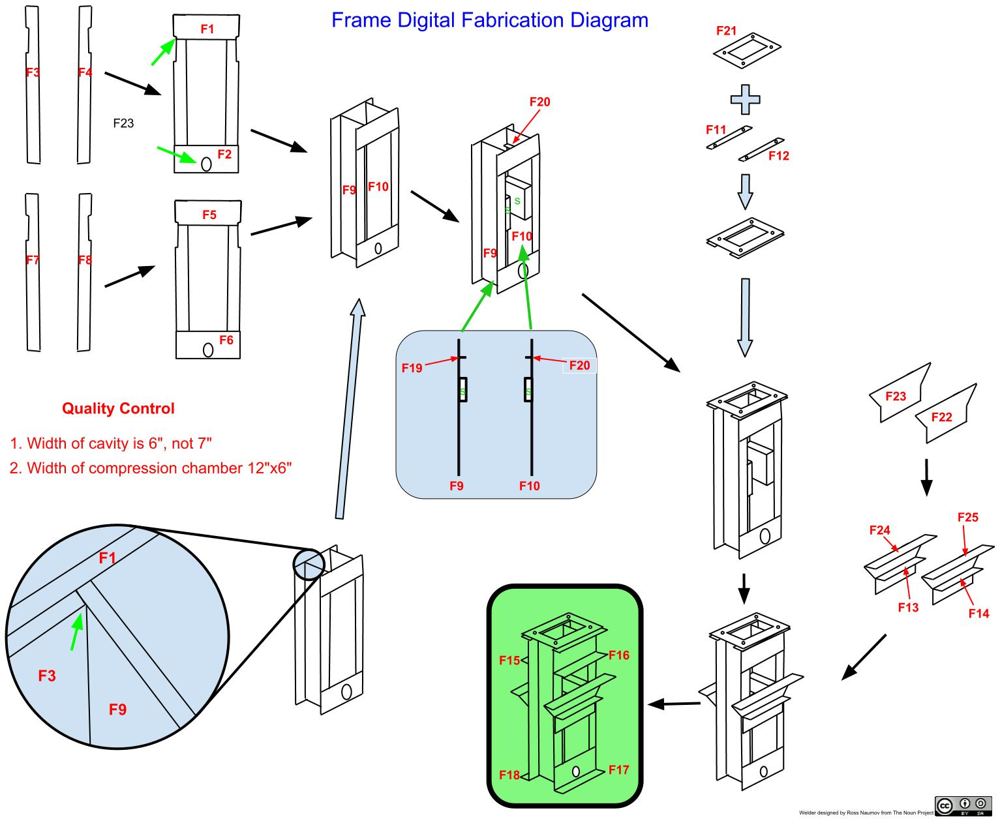 Frame Digital Fabrication Diagram
F3
F4
F1
F23
F2
F7
F8
F5
F6
F9
F10
F20
F9
F10
S
S
F21
F11
F12
F19
F20
S
S
F9
F10
Quality Control
1. Width of cavity is 6", not 7"
2. Width of compression chamber 12"x6"
F1
F3
F9
F23
F22
F24
F25
F13
F14
F15
F16
F18
F17
Welder designed by Ross Naumov from The Noun Project
cc
BY SA